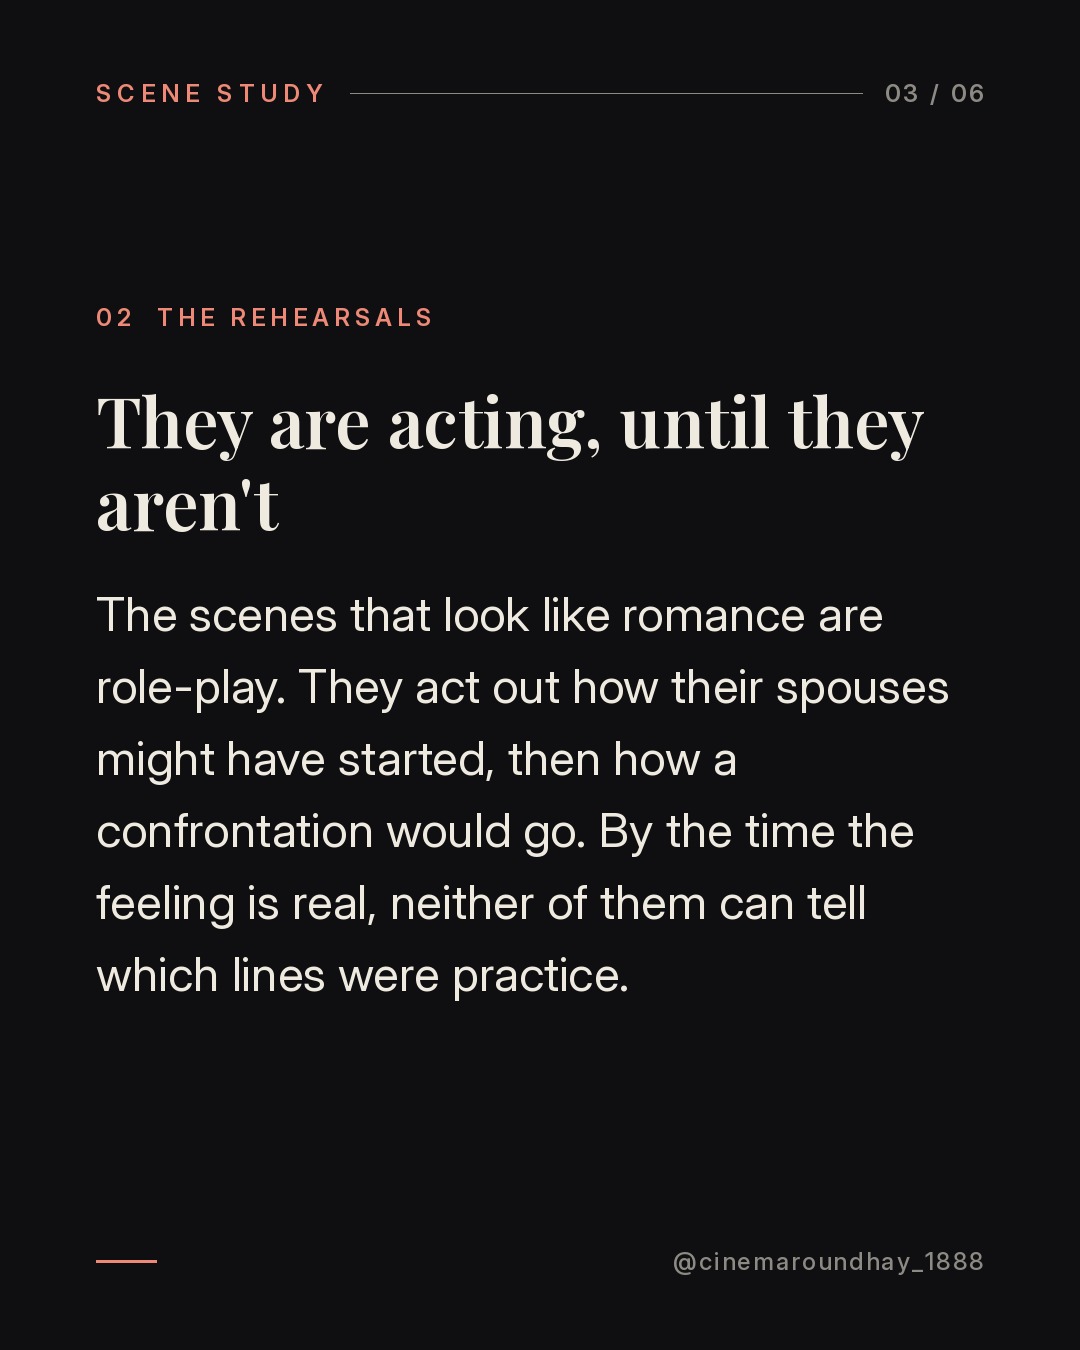 SCENE STUDY
03 / 06
02 THE REHEARSALS
They are acting, until they
aren't
The scenes that look like romance are
role-play. They act out how their spouses
might have started, then how a
confrontation would go. By the time the
feeling is real, neither of them can tell
which lines were practice.
@cinemaroundhay_1888